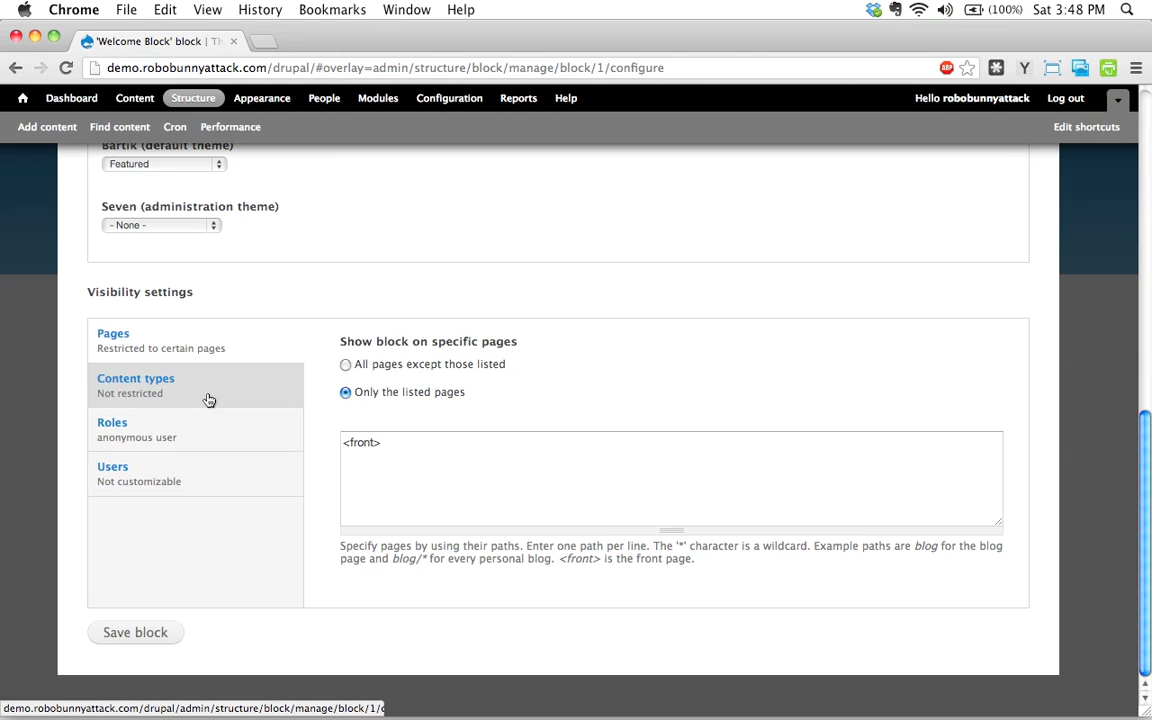 Chrome File Edit View History Bookmarks Window Help (100%) Sat 3:48 PM
'Welcome Block' block | Th
demo.robobunnyattack.com/drupal/#overlay=admin/structure/block/manage/block/1/configure ABP Y
Dashboard Content Structure Appearance People Modules Configuration Reports Help Hello robobunnyattack Log out
Add content Find content Cron Performance Edit shortcuts
Bartik (default theme)
Featured
Seven (administration theme)
- None -
Visibility settings
Pages
Restricted to certain pages
Content types
Not restricted
Roles
anonymous user
Users
Not customizable
Show block on specific pages
All pages except those listed
Only the listed pages
<front>
Specify pages by using their paths. Enter one path per line. The '*' character is a wildcard. Example paths are blog for the blog
page and blog/* for every personal blog. <front> is the front page.
Save block
demo.robobunnyattack.com/drupal/admin/structure/block/manage/block/1/c